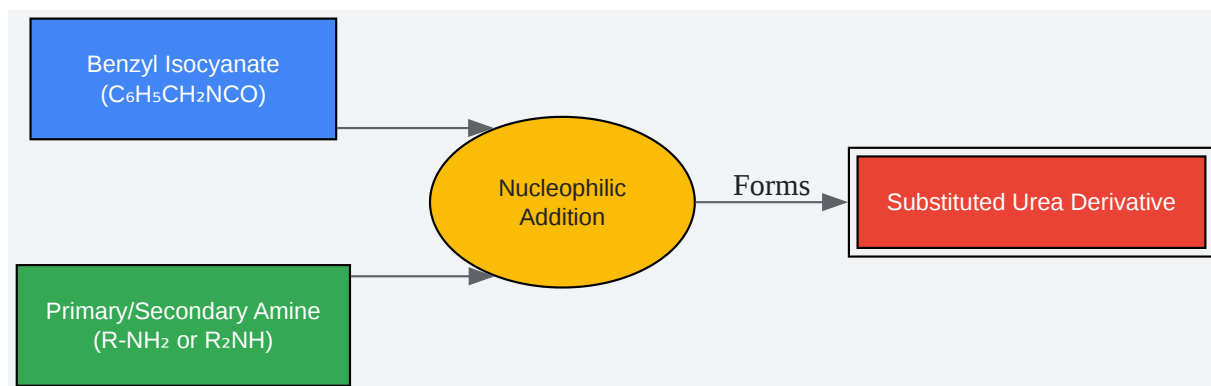 Benzyl Isocyanate
(C₆H₅CH₂NCO)
Nucleophilic
Addition
Forms
Substituted Urea Derivative
Primary/Secondary Amine
(R-NH₂ or R₂NH)